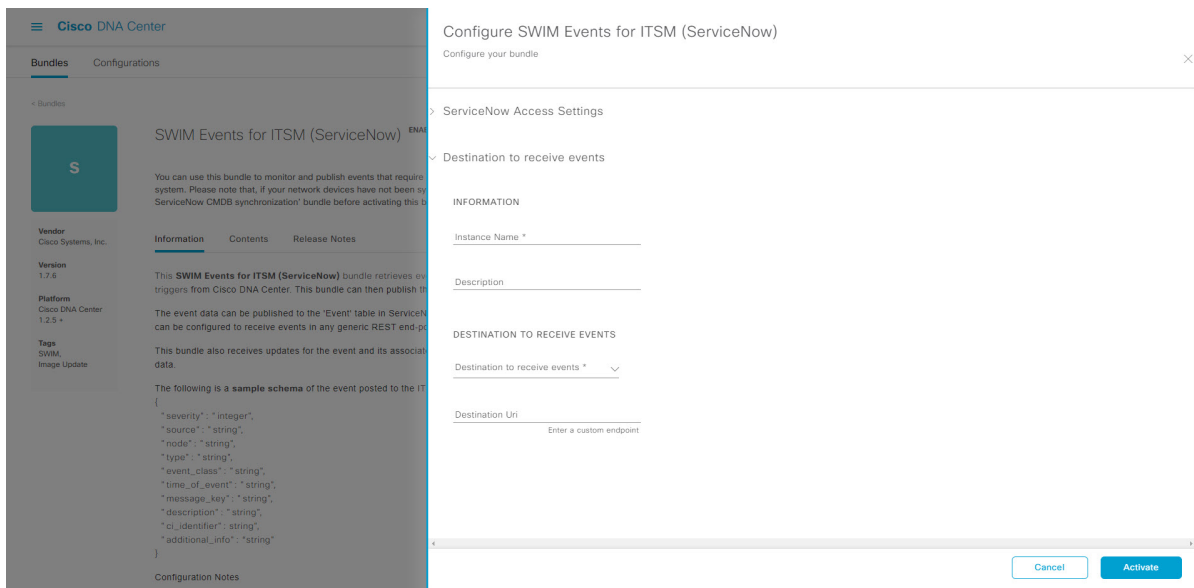 Cisco DNA Center
Bundles Configurations
< Bundles
S
SWIM Events for ITSM (ServiceNow)
You can use this bundle to monitor and publish events that require
system. Please note that, if your network devices have not been
ServiceNow CMDB synchronization' bundle before activating this
Vendor
Cisco Systems, Inc.
Version
1.7.6
Platform
Cisco DNA Center
1.2.5 +
Tags
SWIM,
Image Update
Information Contents Release Notes
This SWIM Events for ITSM (ServiceNow) bundle retrieves
triggers from Cisco DNA Center. This bundle can then publish
The event data can be published to the 'Event' table in
can be configured to receive events in any generic REST
This bundle also receives updates for the event and its
data.
The following is a sample schema of the event posted to the
{
"severity" : "integer",
"source" : "string",
"node" : "string",
"type" : "string",
"event_class" : "string",
"time_of_event" : "string",
"message_key" : "string",
"description" : "string",
"ci_identifier" : string",
"additional_info" : "string"
}
Configuration Notes
Configure SWIM Events for ITSM (ServiceNow)
Configure your bundle
ServiceNow Access Settings
Destination to receive events
INFORMATION
Instance Name *
Description
DESTINATION TO RECEIVE EVENTS
Destination to receive events *
Destination Uri
Enter a custom endpoint
Cancel Activate